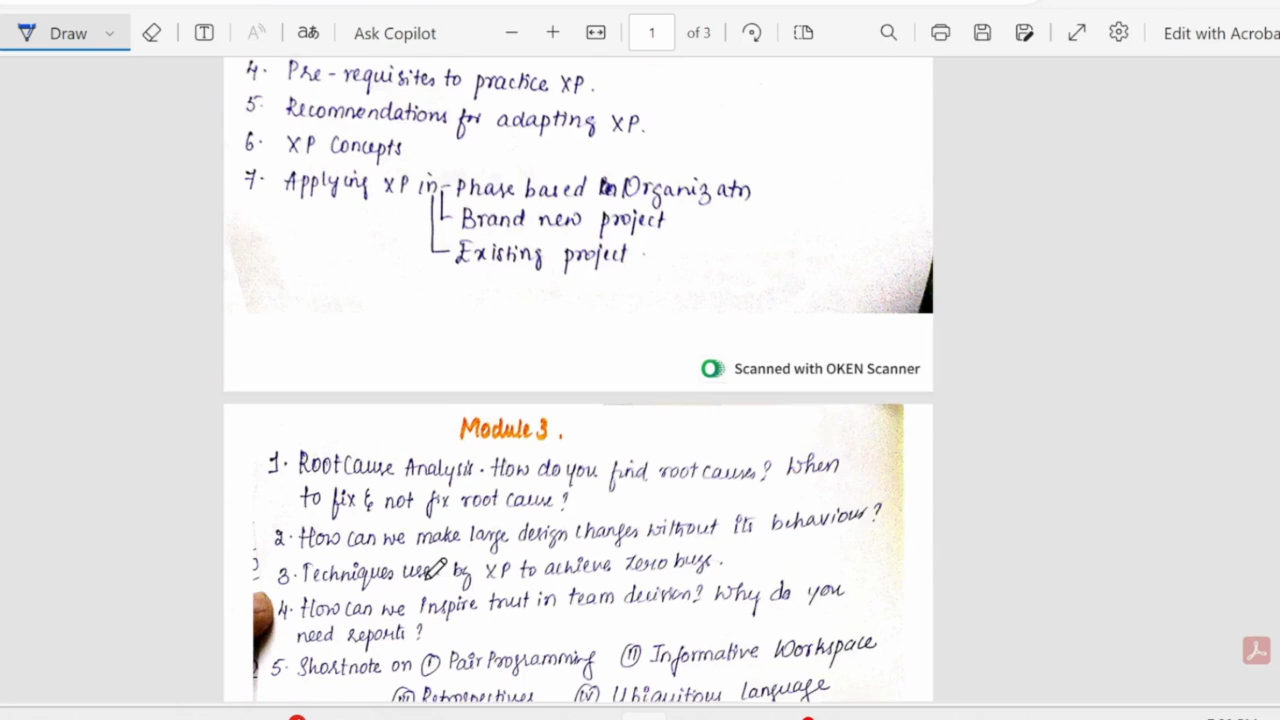 Draw
Ask Copilot
1 of 3
Edit with Acroba
4. Pre-requisites to practice XP.
5. Recomnendations for adapting XP.
6. XP Concepts
7. Applying XP in - Phase based Organizatn
Brand new project
Existing project
Scanned with OKEN Scanner
Module 3.
1. Root Cause Analysis. How do you find root causes? When
to fix & not fix root cause?
2. How can we make large design changes without its behaviour?
3. Techniques used by XP to achieve zero bugs.
4. How can we inspire trust in team decision? Why do you
need reports?
5. Shortnote on (i) Pair Programming (ii) Informative Workspace
(iii) Retrospectives (iv) Ubiquitous language